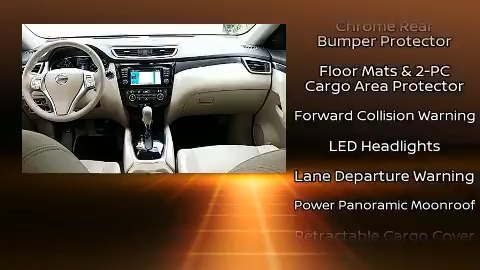 Chrome Rear
Bumper Protector
Floor Mats & 2-PC
Cargo Area Protector
Forward Collision Warning
LED Headlights
Lane Departure Warning
Power Panoramic Moonroof
Retractable Cargo Cover